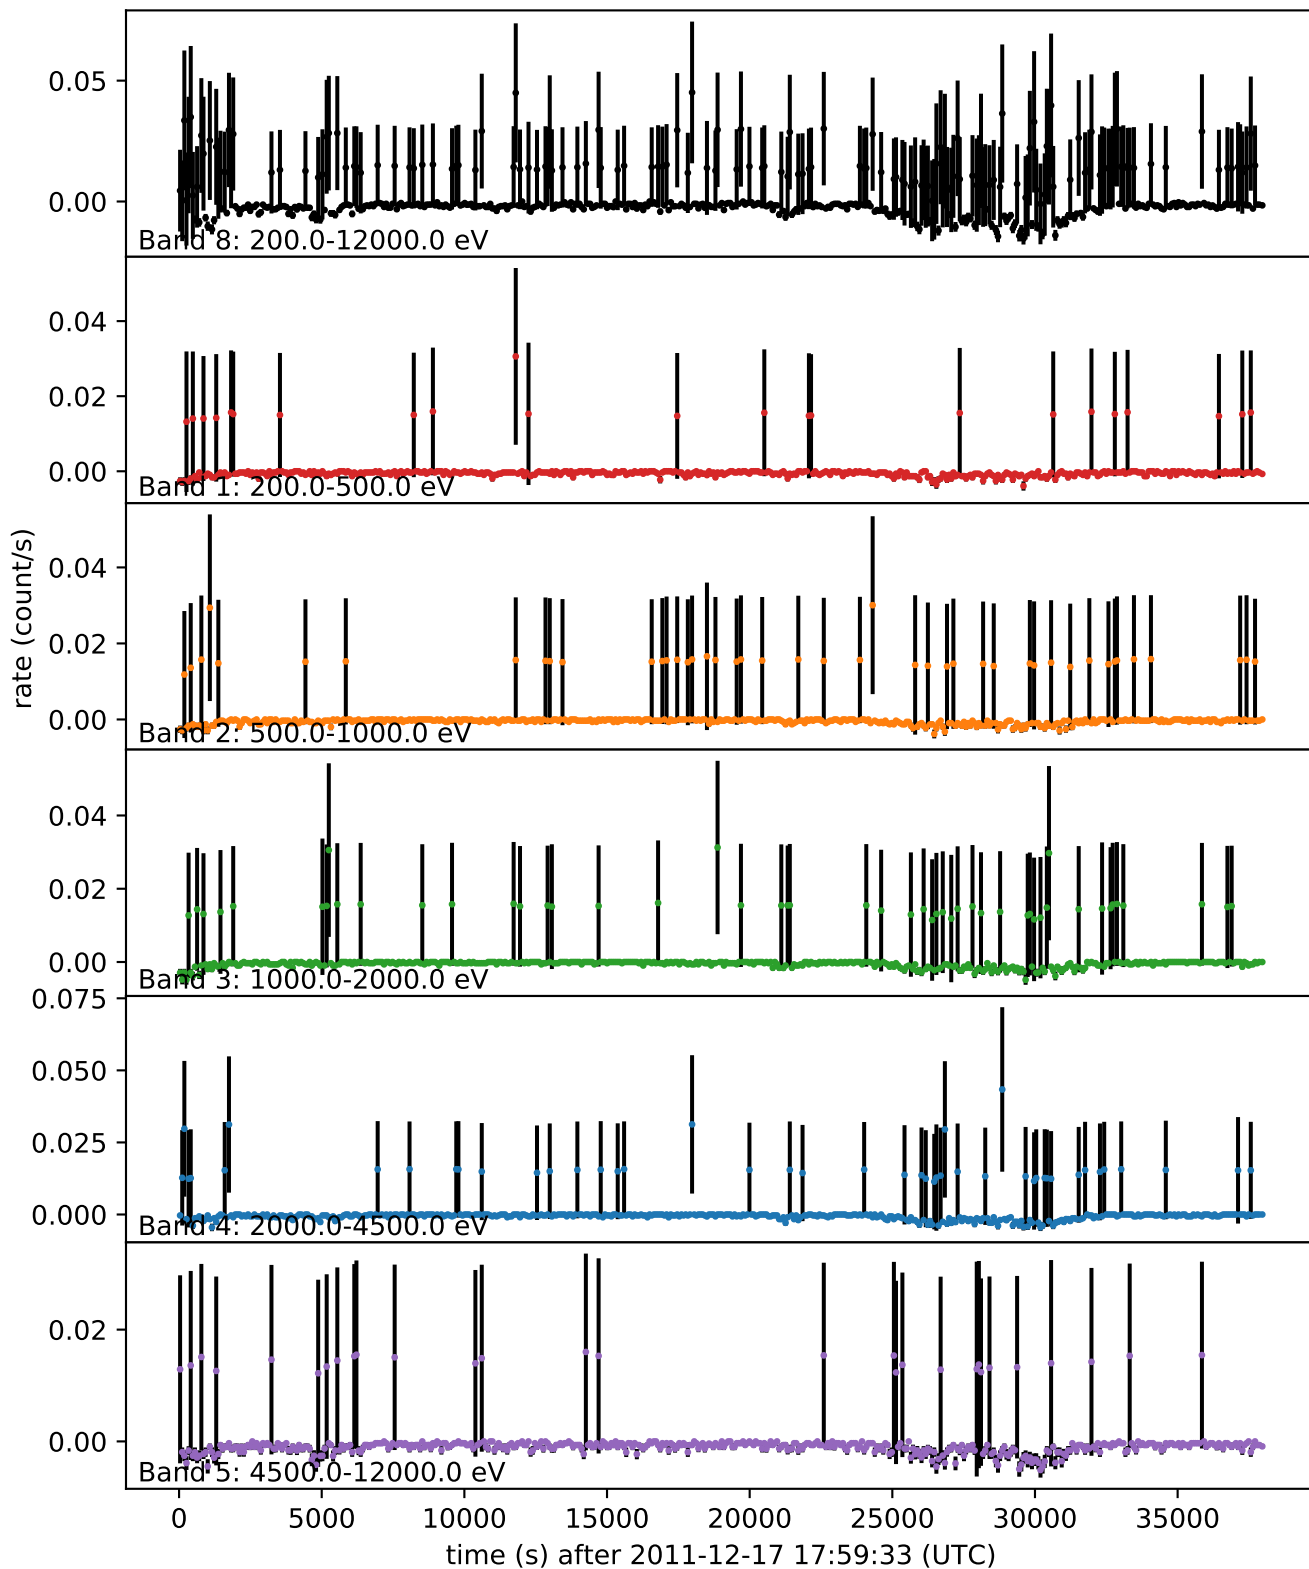 0.05
0.00
Band 8: 200.0-12000.0 eV
0.04
0.02
0.00
Band 1: 200.0-500.0 eV
rate (count/s)
0.04
0.02
0.00
Band 2: 500.0-1000.0 eV
0.04
0.02
0.00
Band 3: 1000.0-2000.0 eV
0.075
0.050
0.025
0.000
Band 4: 2000.0-4500.0 eV
0.02
0.00
Band 5: 4500.0-12000.0 eV
0 5000 10000 15000 20000 25000 30000 35000
time (s) after 2011-12-17 17:59:33 (UTC)